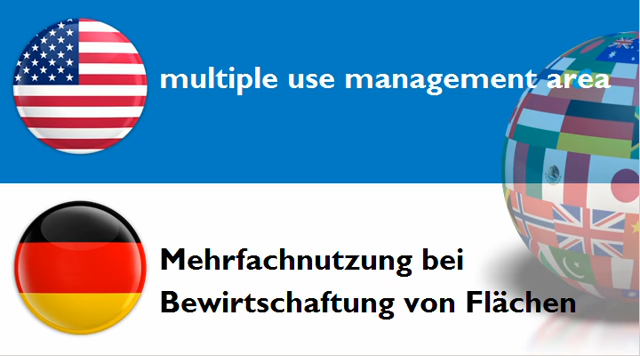 multiple use management area
Mehrfachnutzung bei
Bewirtschaftung von Flächen